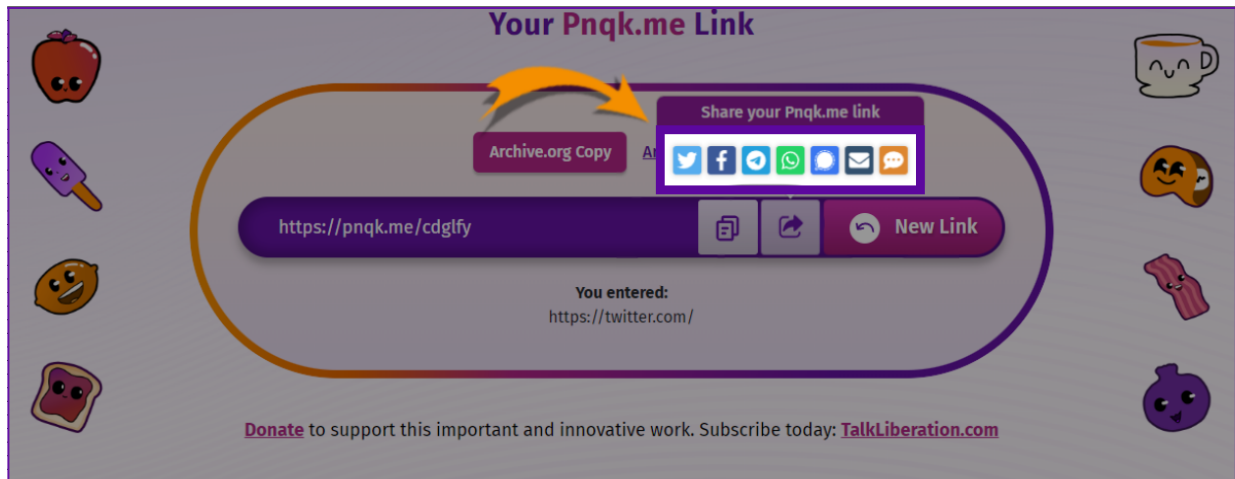 Your Pnqk.me Link
Share your Pnqk.me link
Archive.org Copy
https://pnqk.me/cdglfy
New Link
You entered:
https://twitter.com/
Donate to support this important and innovative work. Subscribe today: TalkLiberation.com